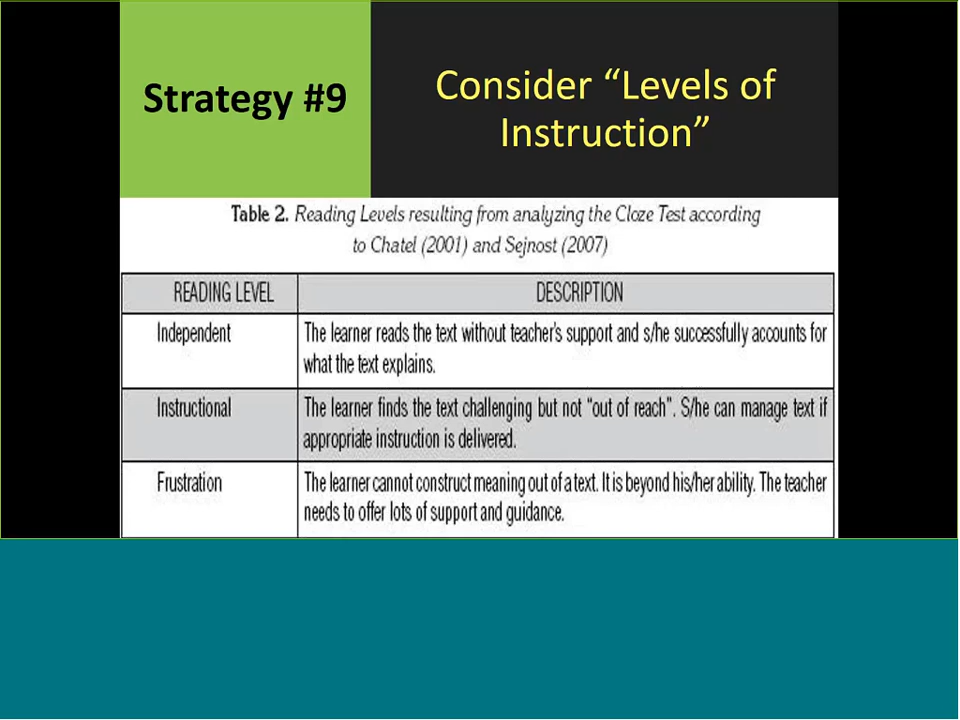 Strategy #9
Consider “Levels of
Instruction”
Table 2. Reading Levels resulting from analyzing the Cloze Test according
to Chatel (2001) and Sejnost (2007)
READING LEVEL DESCRIPTION
Independent The learner reads the text without teacher's support and s/he successfully accounts for
what the text explains.
Instructional The learner finds the text challenging but not “out of reach”. S/he can manage text if
appropriate instruction is delivered.
Frustration The learner cannot construct meaning out of a text. It is beyond his/her ability. The teacher
needs to offer lots of support and guidance.